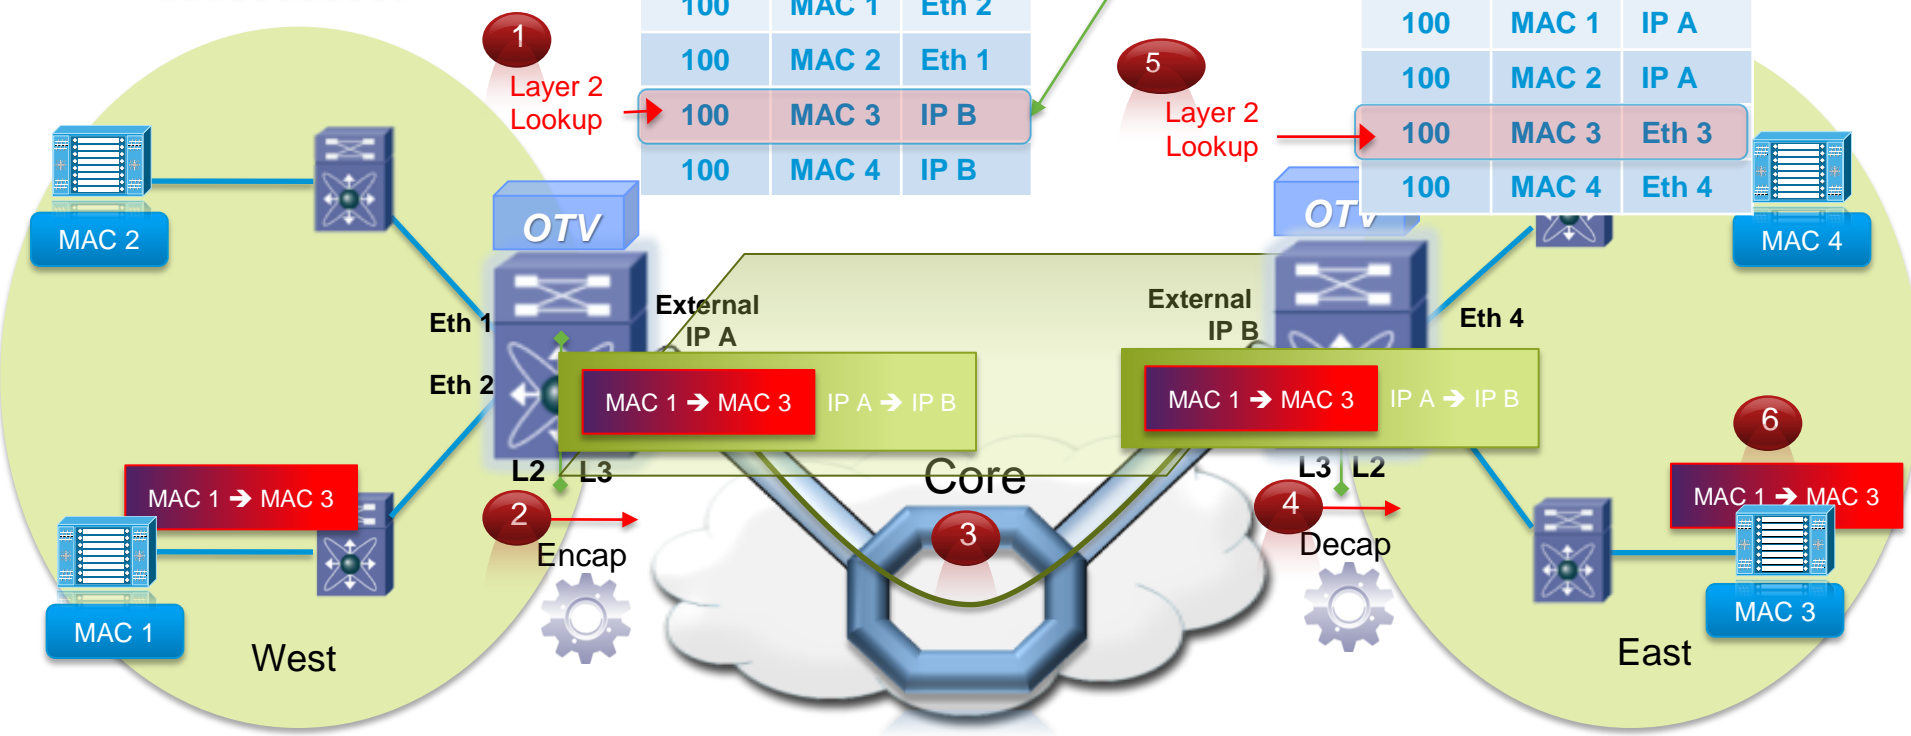 100 MAC 1 Eth 2
100 MAC 2 Eth 1
100 MAC 3 IP B
100 MAC 4 IP B
100 MAC 1 IP A
100 MAC 2 IP A
100 MAC 3 Eth 3
100 MAC 4 Eth 4
1
Layer 2
Lookup
5
Layer 2
Lookup
MAC 2
OTV
OTV
MAC 4
Eth 1
External
IP A
External
IP B
Eth 4
Eth 2
MAC 1 ➔ MAC 3 IP A ➔ IP B
MAC 1 ➔ MAC 3 IP A ➔ IP B
6
L2 L3
Core
L3 L2
MAC 1 ➔ MAC 3
MAC 1 ➔ MAC 3
2
Encap
3
4
Decap
MAC 1
MAC 3
West
East